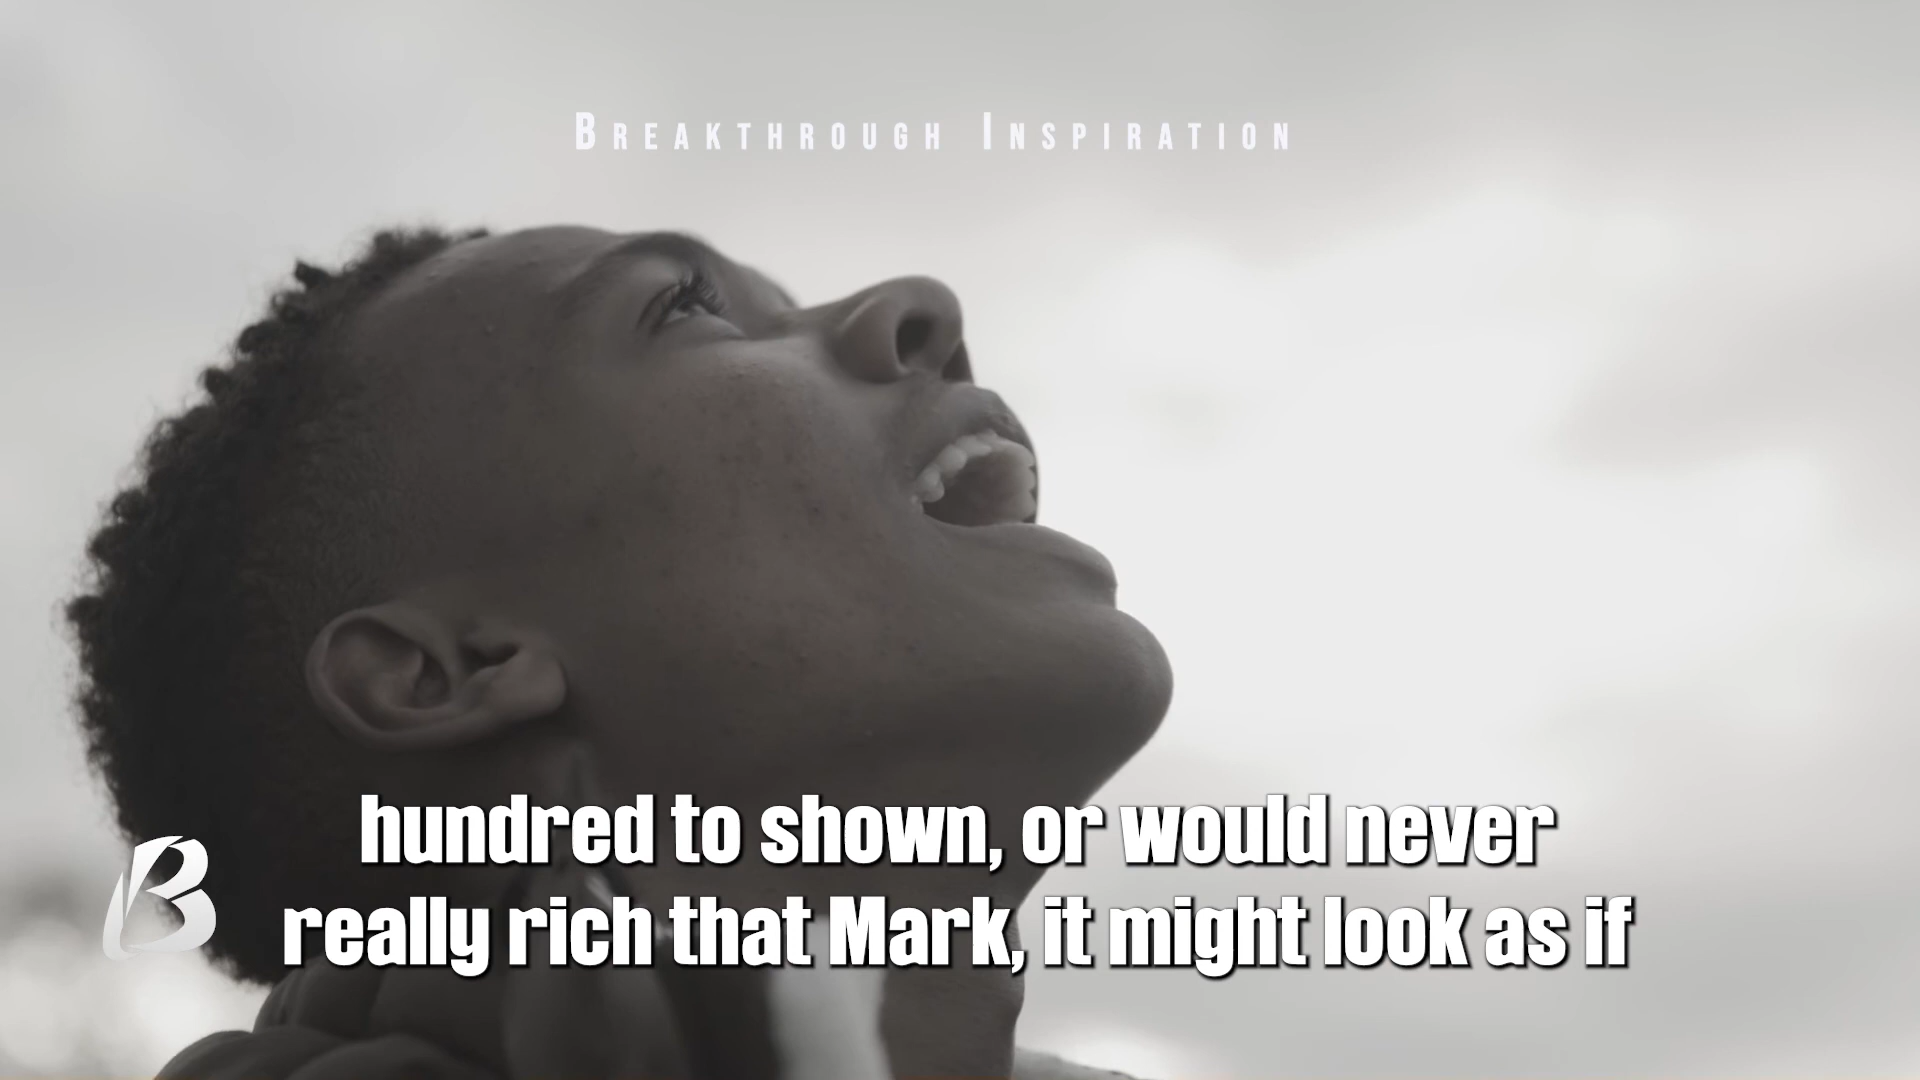 Breakthrough Inspiration
hundred to shown, or would never
really rich that Mark, it might look as if
B